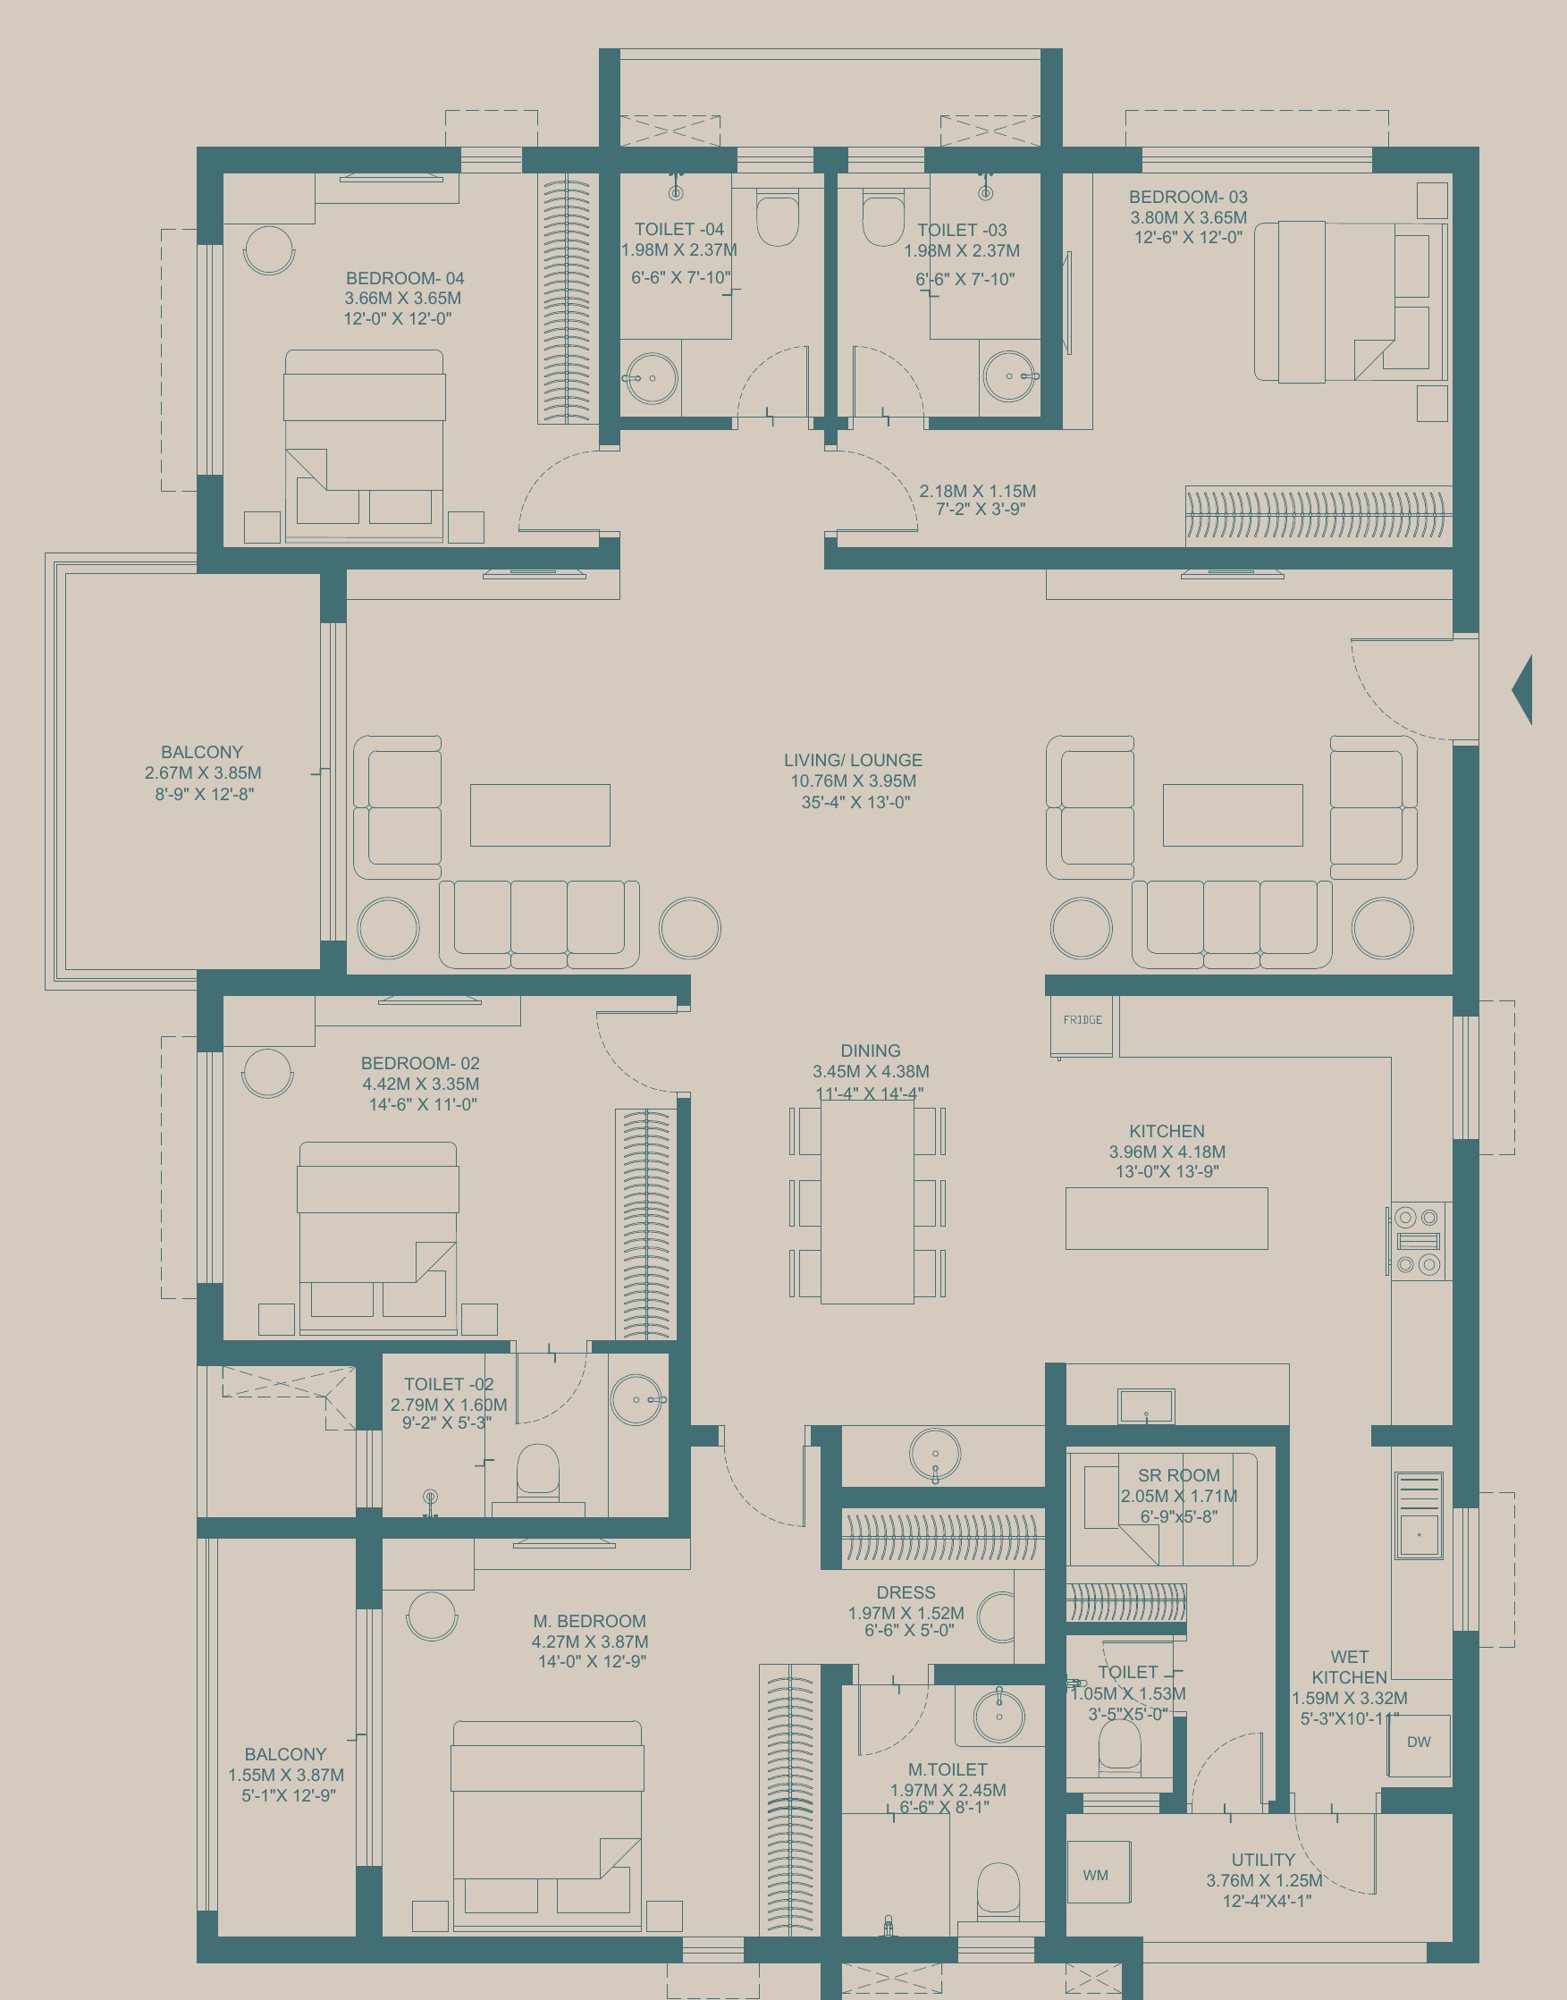 TOILET -04
1.98M X 2.37M
6'-6" X 7'-10"
TOILET -03
1.98M X 2.37M
6'-6" X 7'-10"
BEDROOM- 03
3.80M X 3.65M
12'-6" X 12'-0"
BEDROOM- 04
3.66M X 3.65M
12'-0" X 12'-0"
2.18M X 1.15M
7'-2" X 3'-9"
BALCONY
2.67M X 3.85M
8'-9" X 12'-8"
LIVING/ LOUNGE
10.76M X 3.95M
35'-4" X 13'-0"
FRIDGE
BEDROOM- 02
4.42M X 3.35M
14'-6" X 11'-0"
DINING
3.45M X 4.38M
11'-4" X 14'-4"
KITCHEN
3.96M X 4.18M
13'-0"X 13'-9"
TOILET -02
2.79M X 1.60M
9'-2" X 5'-3"
SR ROOM
2.05M X 1.71M
6'-9"x5'-8"
M. BEDROOM
4.27M X 3.87M
14'-0" X 12'-9"
DRESS
1.97M X 1.52M
6'-6" X 5'-0"
TOILET
1.05M X 1.53M
3'-5"X5'-0"
WET
KITCHEN
1.59M X 3.32M
5'-3"X10'-11"
DW
BALCONY
1.55M X 3.87M
5'-1"X 12'-9"
M.TOILET
1.97M X 2.45M
6'-6" X 8'-1"
WM
UTILITY
3.76M X 1.25M
12'-4"X4'-1"